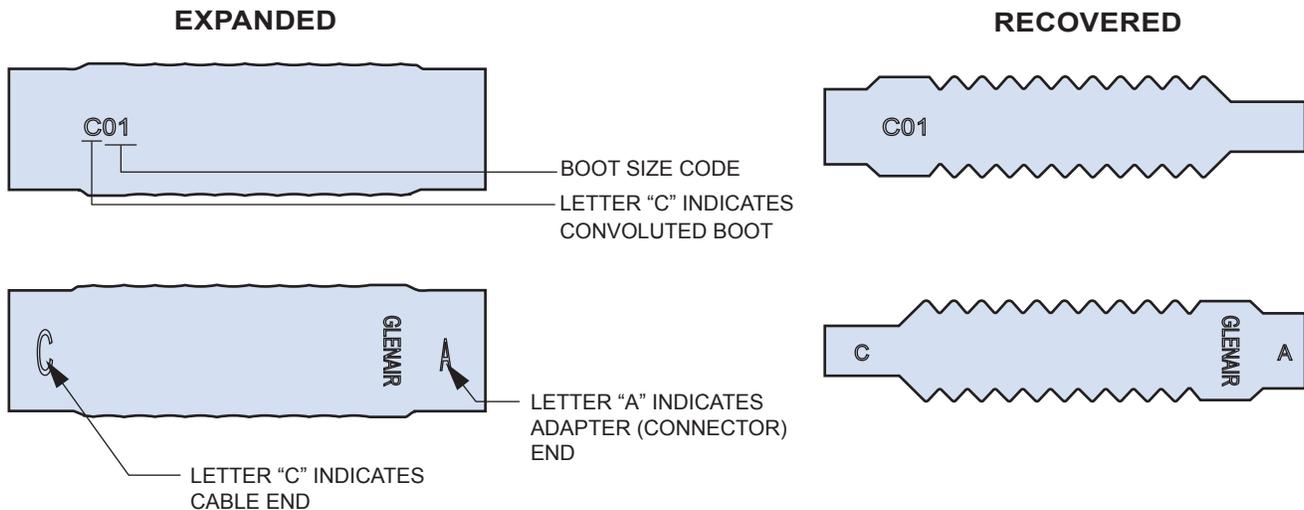 EXPANDED
RECOVERED
C01
C01
BOOT SIZE CODE
LETTER “C” INDICATES
CONVOLUTED BOOT
C
GLENAIR
A
C
GLENAIR
A
LETTER “A” INDICATES
ADAPTER (CONNECTOR)
END
LETTER “C” INDICATES
CABLE END